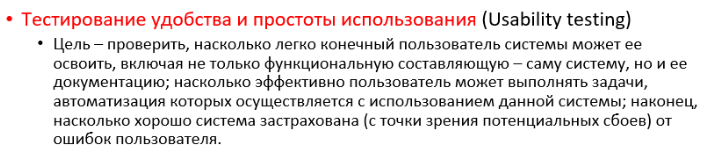 • Тестирование удобства и простоты использования (Usability testing)
• Цель – проверить, насколько легко конечный пользователь системы может ее
освоить, включая не только функциональную составляющую – саму систему, но и ее
документацию; насколько эффективно пользователь может выполнять задачи,
автоматизация которых осуществляется с использованием данной системы; наконец,
насколько хорошо система застрахована (с точки зрения потенциальных сбоев) от
ошибок пользователя.